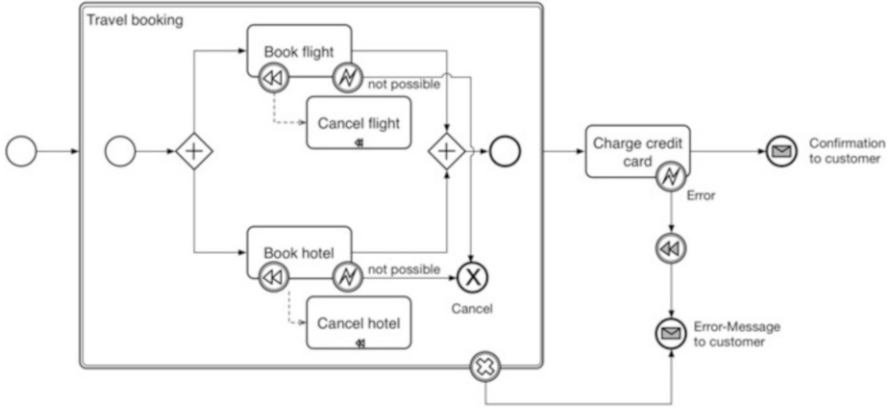 Travel booking
Book flight
not possible
Cancel flight
Charge credit
card
Confirmation
to customer
Error
Book hotel
not possible
X
Cancel
Cancel hotel
Error-Message
to customer